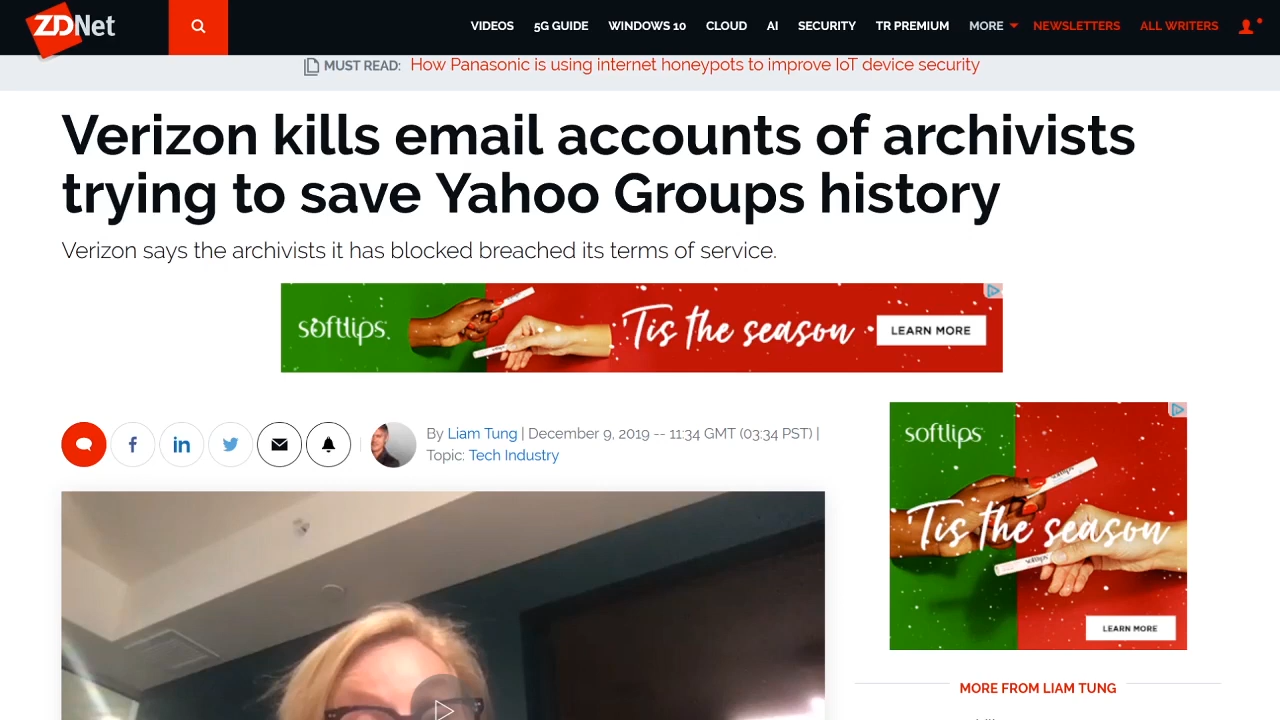 ZDNet
VIDEOS 5G GUIDE WINDOWS 10 CLOUD AI SECURITY TR PREMIUM MORE NEWSLETTERS ALL WRITERS
MUST READ: How Panasonic is using internet honeypots to improve IoT device security
Verizon kills email accounts of archivists
trying to save Yahoo Groups history
Verizon says the archivists it has blocked breached its terms of service.
softlips. 'Tis the season LEARN MORE
By Liam Tung | December 9, 2019 -- 11:34 GMT (03:34 PST) |
Topic: Tech Industry
softlips
'Tis the season
LEARN MORE
MORE FROM LIAM TUNG